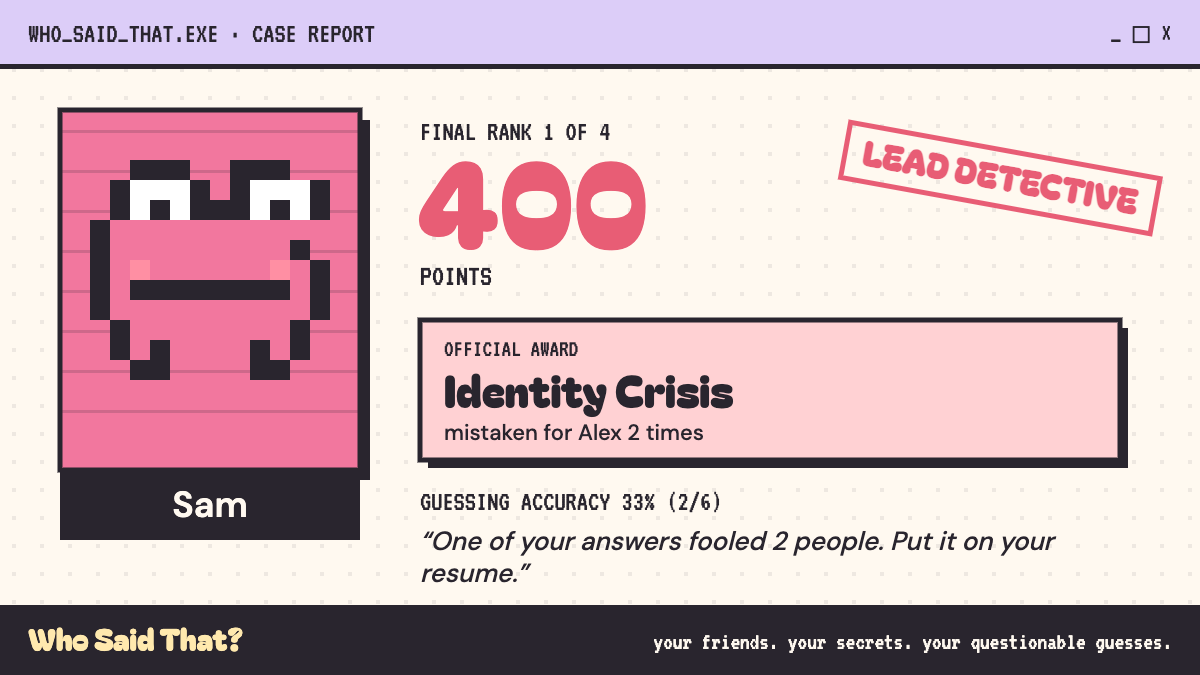 WHO_SAID_THAT.EXE · CASE REPORT
_ □ X
FINAL RANK 1 OF 4
400
POINTS
LEAD DETECTIVE
OFFICIAL AWARD
Identity Crisis
mistaken for Alex 2 times
Sam
GUESSING ACCURACY 33% (2/6)
“One of your answers fooled 2 people. Put it on your
resume.”
Who Said That?
your friends. your secrets. your questionable guesses.